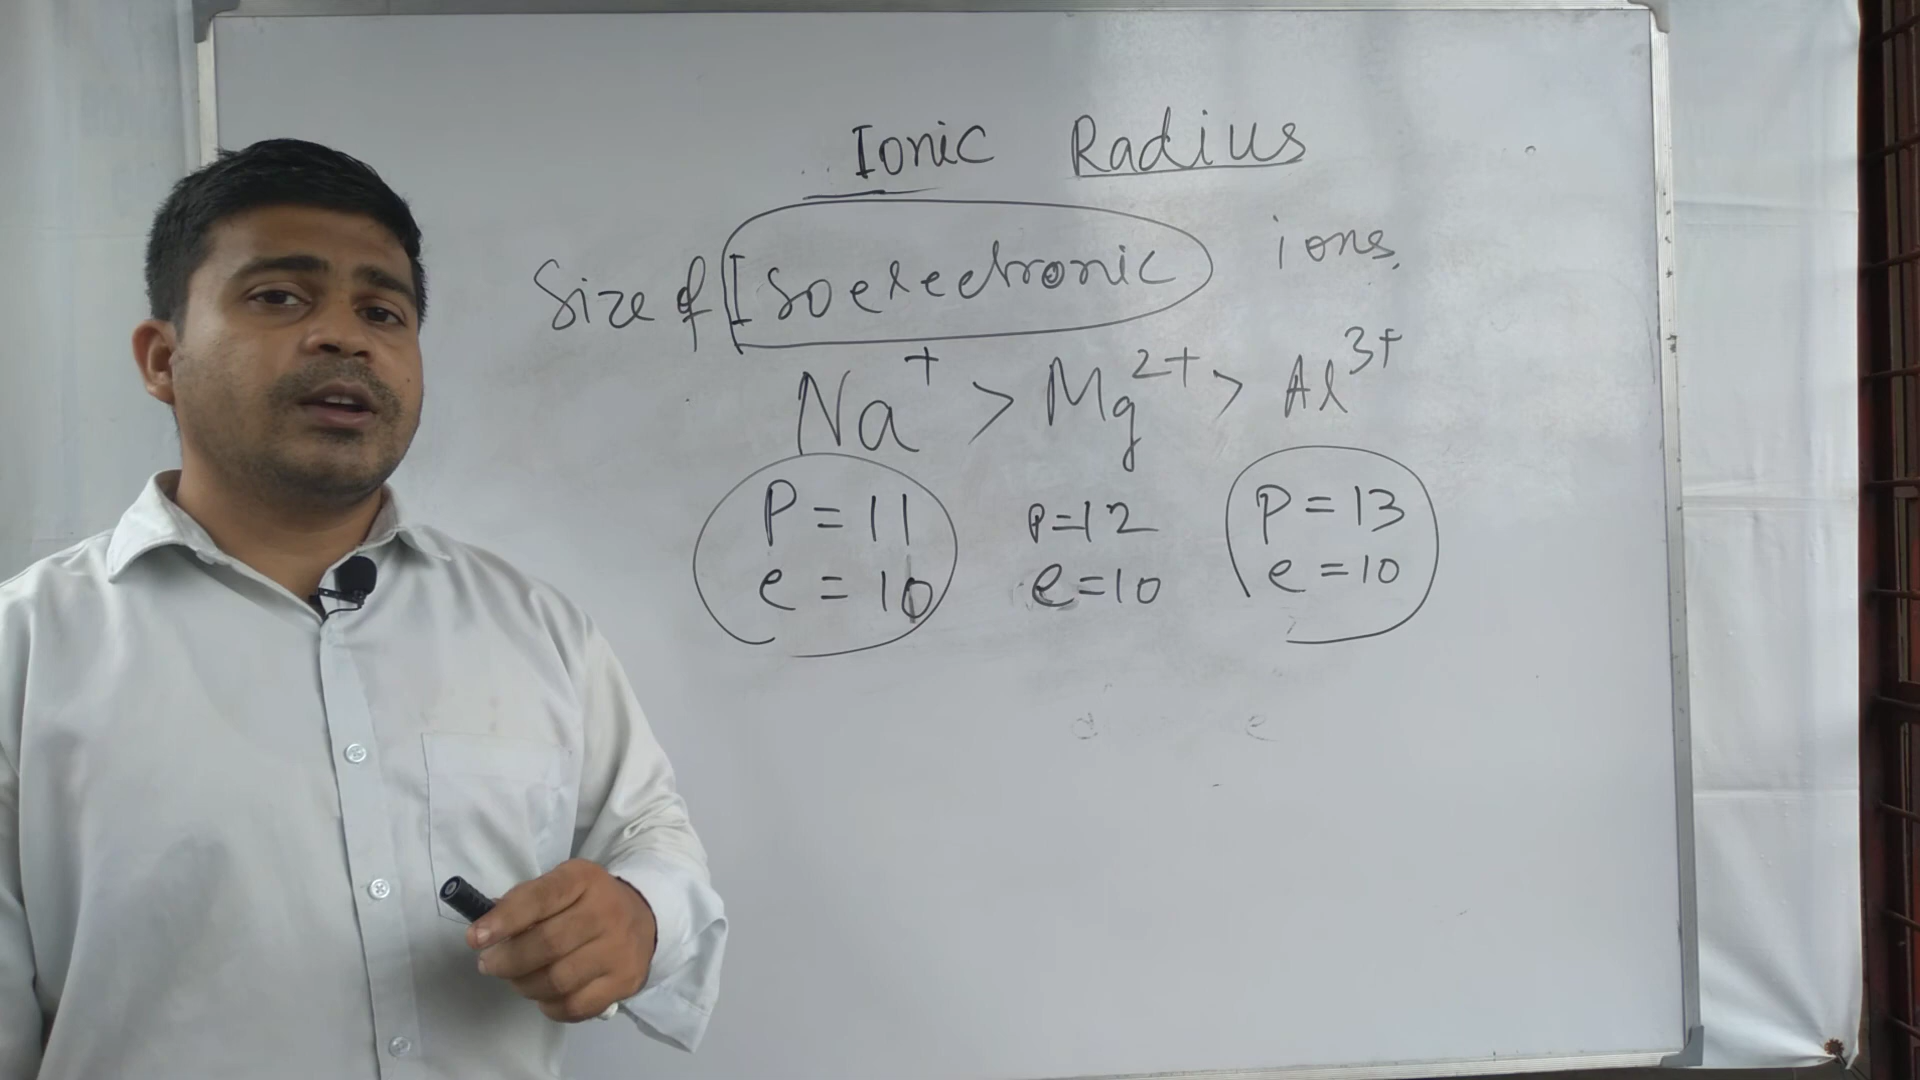 Ionic Radius
Size of Isoelectronic ions.
Na⁺ > Mg²⁺ > Al³⁺
P = 11 P=12 P = 13
e = 10 e=10 e = 10